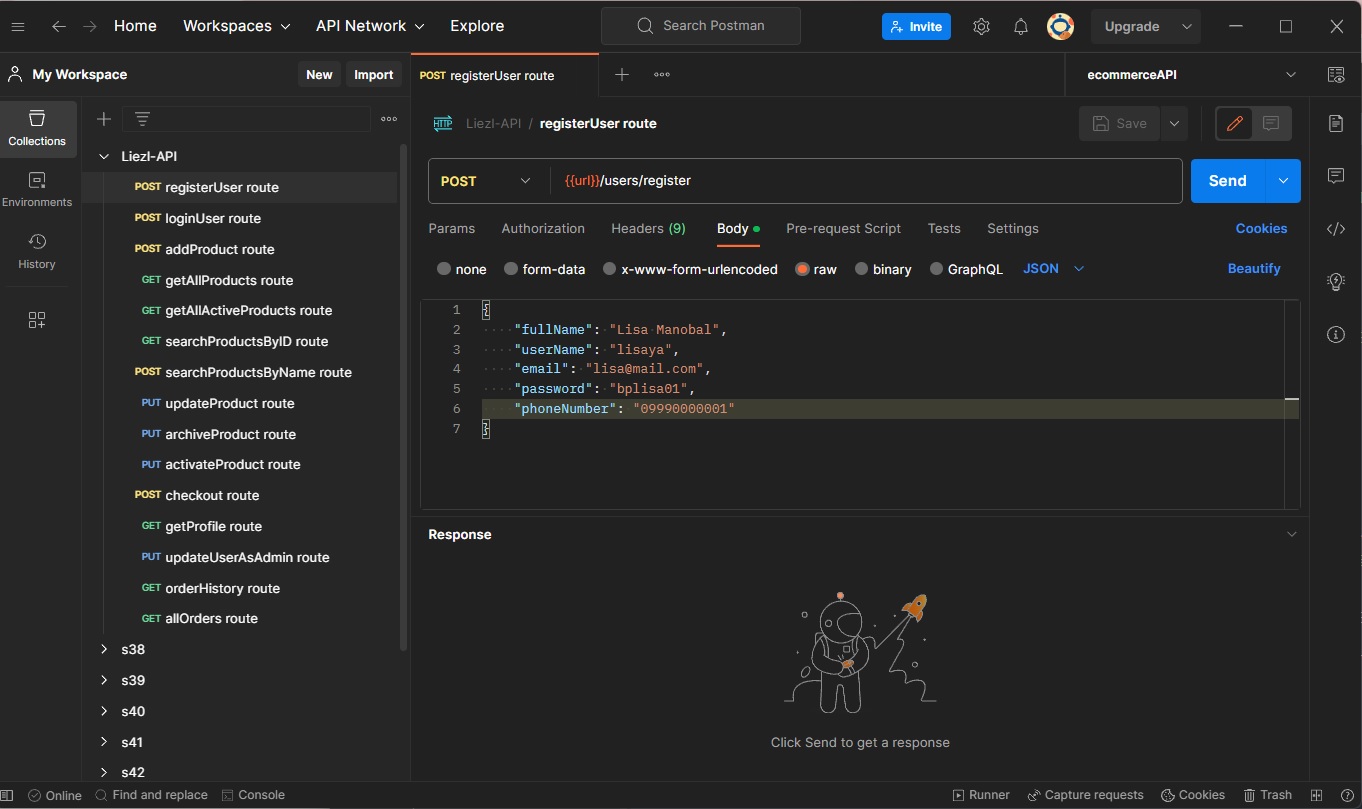 Home Workspaces API Network Explore Search Postman Invite Upgrade
My Workspace New Import POST registerUser route ecommerceAPI
Collections
Environments
History
Liezl-API
POST registerUser route
POST loginUser route
POST addProduct route
GET getAllProducts route
GET getAllActiveProducts route
GET searchProductsByID route
POST searchProductsByName route
PUT updateProduct route
PUT archiveProduct route
PUT activateProduct route
POST checkout route
GET getProfile route
PUT updateUserAsAdmin route
GET orderHistory route
GET allOrders route
s38
s39
s40
s41
s42
HTTP Liezl-API / registerUser route Save
POST {{url}}/users/register Send
Params Authorization Headers (9) Body Pre-request Script Tests Settings Cookies
none form-data x-www-form-urlencoded raw binary GraphQL JSON Beautify
1 {
2 "fullName": "Lisa Manobal",
3 "userName": "lisaya",
4 "email": "lisa@mail.com",
5 "password": "bplisa01",
6 "phoneNumber": "09990000001"
7 }
Response
Click Send to get a response
Online Find and replace Console Runner Capture requests Cookies Trash